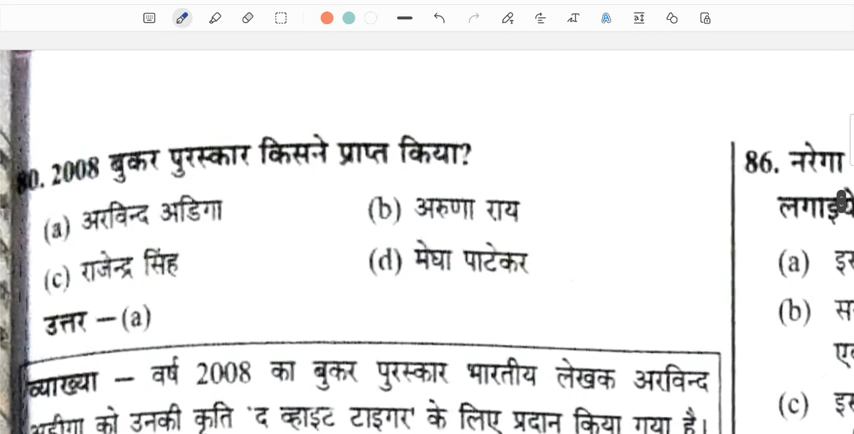 80. 2008 बुकर पुरस्कार किसने प्राप्त किया?
(a) अरविन्द अडिगा (b) अरुणा राय
(c) राजेन्द्र सिंह (d) मेघा पाटेकर
उत्तर – (a)
व्याख्या – वर्ष 2008 का बुकर पुरस्कार भारतीय लेखक अरविन्द
अडीगा को उनकी कृति 'द व्हाइट टाइगर' के लिए प्रदान किया गया है।
86. नरेगा
(a)
(b)
(c)